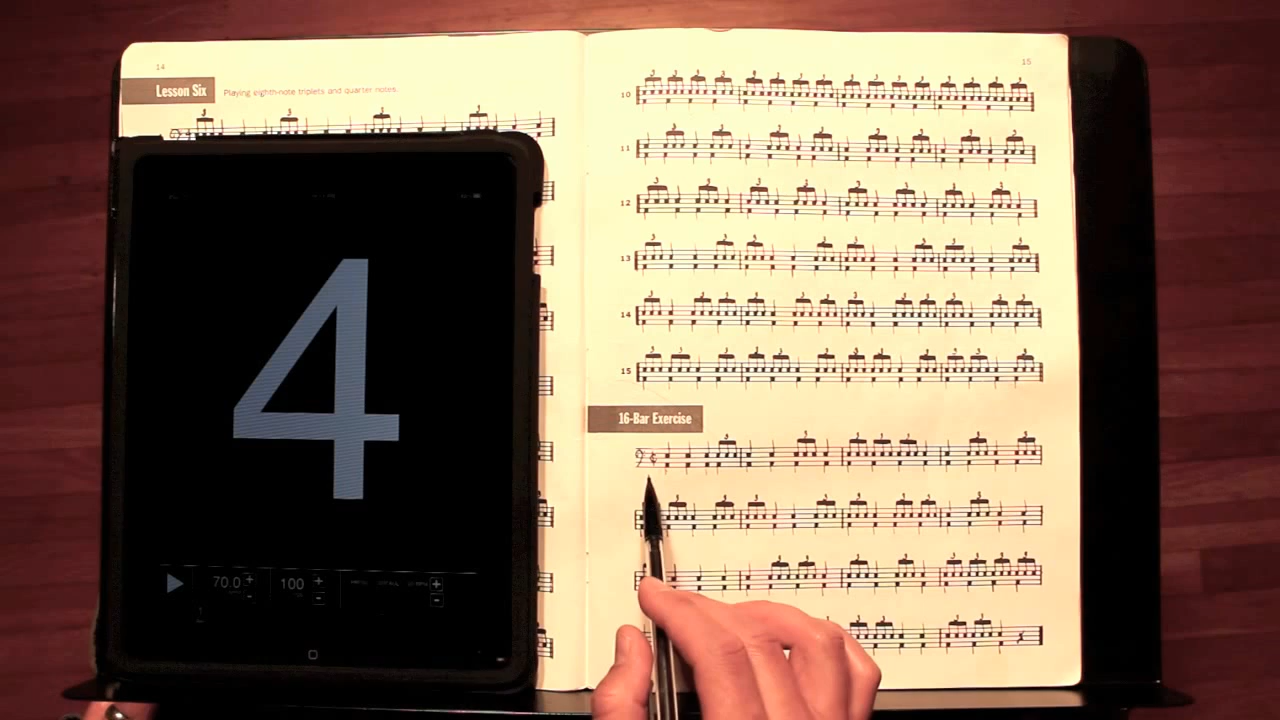 14
Lesson Six
Playing eighth-note triplets and quarter notes.
4
70.0 + 100 + +
15
10
11
12
13
14
15
16-Bar Exercise